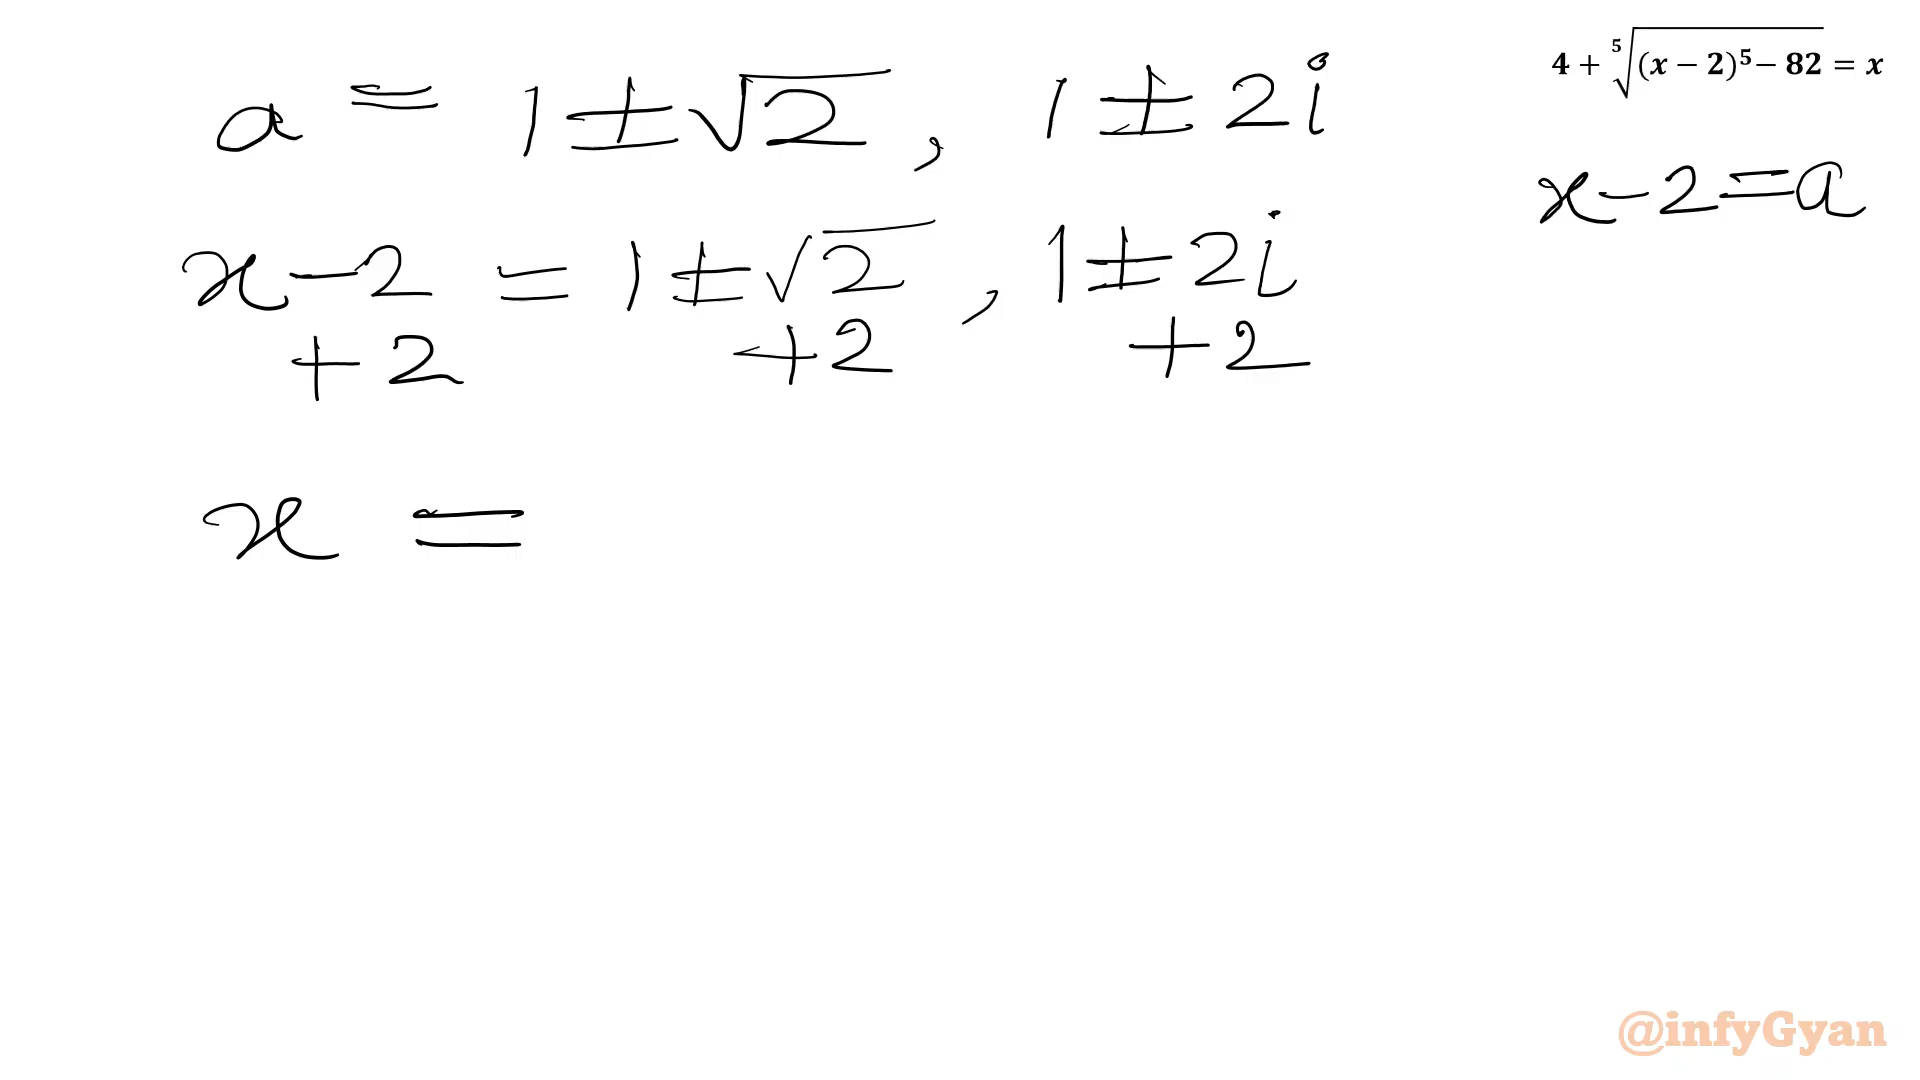 4 + ⁵√((x − 2)⁵ − 82) = x
a = 1 ± √2 , 1 ± 2i
x − 2 = a
x − 2 = 1 ± √2 , 1 ± 2i
+ 2 + 2 + 2
x =
@infyGyan